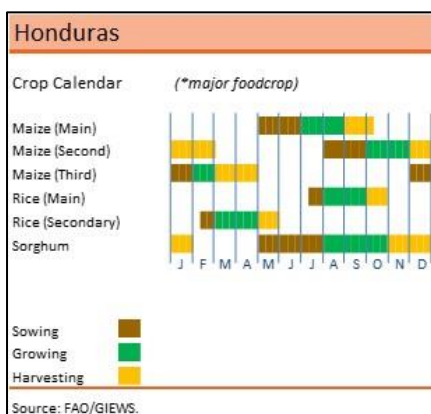 Honduras
Crop Calendar (*major foodcrop)
Maize (Main)
Maize (Second)
Maize (Third)
Rice (Main)
Rice (Secondary)
Sorghum
J F M A M J J A S O N D
Sowing
Growing
Harvesting
Source: FAO/GIEWS.